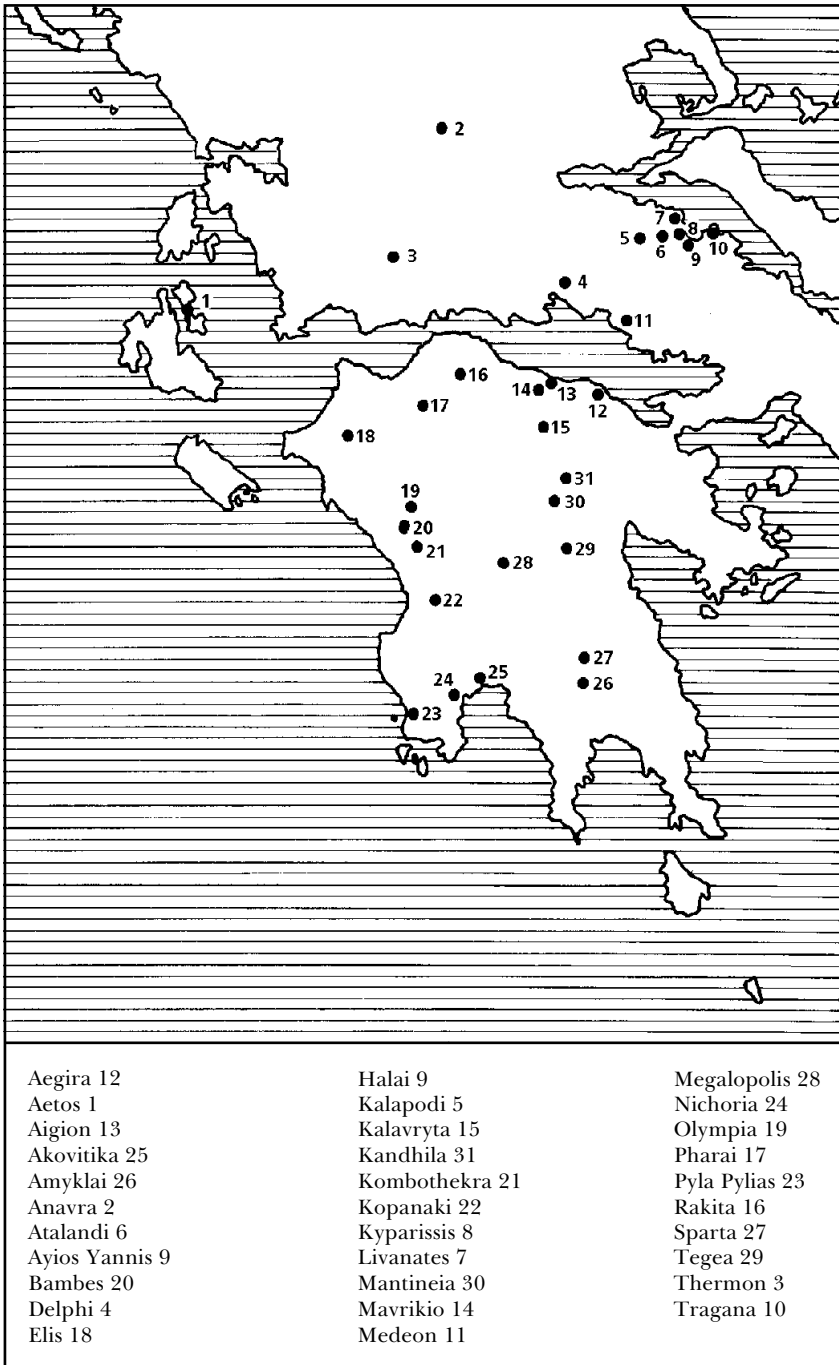 2
7
8
5
6
10
9
3
4
1
11
16
13
14
12
17
15
18
31
19
30
20
21
29
28
22
27
25
24
26
23
Aegira 12
Aetos 1
Aigion 13
Akovitika 25
Amyklai 26
Anavra 2
Atalandi 6
Ayios Yannis 9
Bambes 20
Delphi 4
Elis 18
Halai 9
Kalapodi 5
Kalavryta 15
Kandhila 31
Kombothekra 21
Kopanaki 22
Kyparissis 8
Livanates 7
Mantineia 30
Mavrikio 14
Medeon 11
Megalopolis 28
Nichoria 24
Olympia 19
Pharai 17
Pyla Pylias 23
Rakita 16
Sparta 27
Tegea 29
Thermon 3
Tragana 10